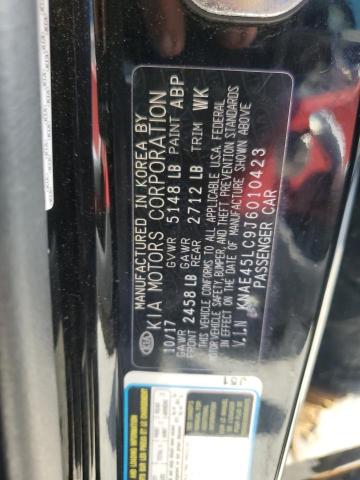 MANUFACTURED IN KOREA BY
KIA KIA MOTORS CORPORATION
10/17 GVWR 5148 LB PAINT ABP
GAWR FRONT 2458 LB GAWR REAR 2712 LB TRIM WK
THIS VEHICLE CONFORMS TO ALL APPLICABLE U.S.A. FEDERAL
MOTOR VEHICLE SAFETY, BUMPER, AND THEFT PREVENTION STANDARDS
IN EFFECT ON THE DATE OF MANUFACTURE SHOWN ABOVE
V.I.N KNAE45LC9J6010423
PASSENGER CAR